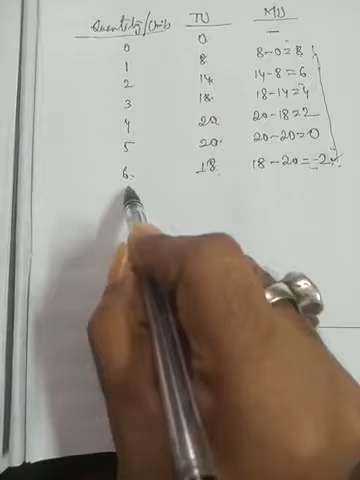 Quantity/Units TU MU
0 0 —
1 8 8-0=8
2 14 14-8=6
3 18 18-14=4
4 20 20-18=2
5 20 20-20=0
6 18 18-20=-2